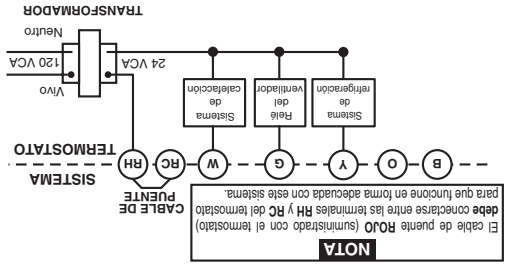 NOTA
El cable de puente ROJO (suministrado con el termostato)
debe conectarse entre las terminales RH y RC del termostato
para que funcione en forma adecuada con este sistema.
CABLE DE
PUENTE
SISTEMA
TERMOSTATO
B
O
Y
G
W
RC
RH
Sistema
de
refrigeración
Relé
del
ventilador
Sistema
de
calefacción
24 VCA
Vivo
120 VCA
Neutro
TRANSFORMADOR